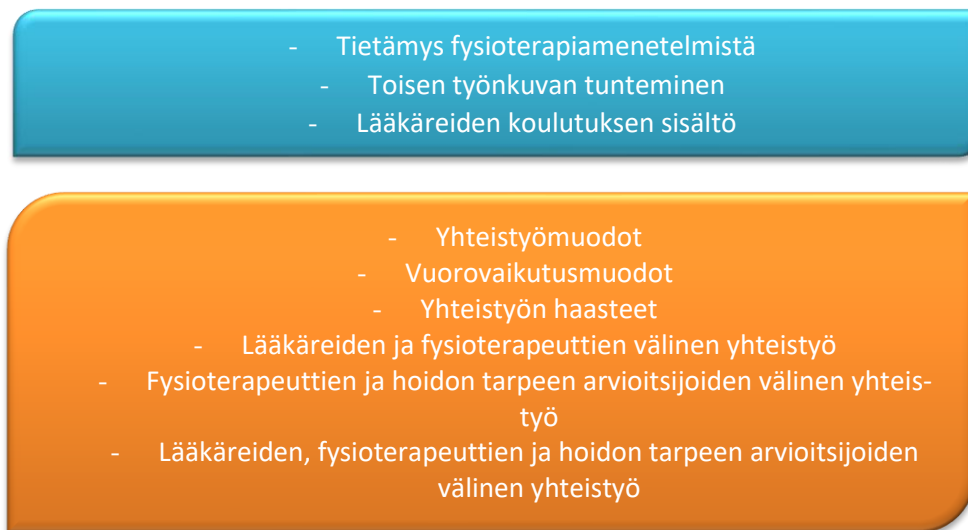 - Tietämys fysioterapiamenetelmistä
- Toisen työnkuvan tunteminen
- Lääkäreiden koulutuksen sisältö
- Yhteistyömuodot
- Vuorovaikutusmuodot
- Yhteistyön haasteet
- Lääkäreiden ja fysioterapeuttien välinen yhteistyö
- Fysioterapeuttien ja hoidon tarpeen arvioitsijoiden välinen yhteis-
työ
- Lääkäreiden, fysioterapeuttien ja hoidon tarpeen arvioitsijoiden
välinen yhteistyö